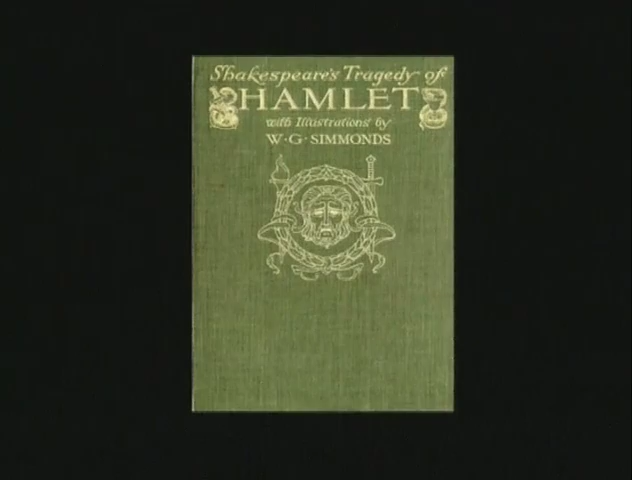 Shakespeare's Tragedy of
HAMLET
with Illustrations by
W·G·SIMMONDS